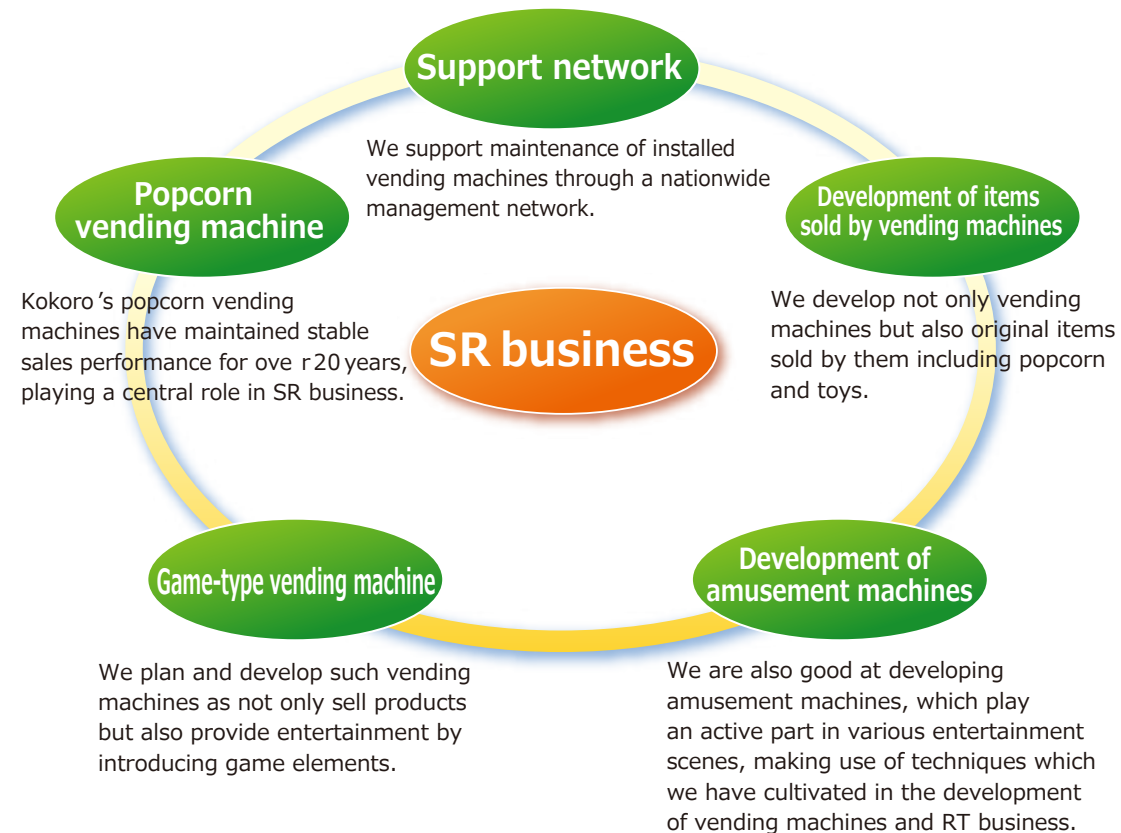 Support network
We support maintenance of installed
vending machines through a nationwide
management network.
Popcorn
vending machine
Kokoro's popcorn vending
machines have maintained stable
sales performance for ove r 20 years,
playing a central role in SR business.
SR business
Development of items
sold by vending machines
We develop not only vending
machines but also original items
sold by them including popcorn
and toys.
Game-type vending machine
We plan and develop such vending
machines as not only sell products
but also provide entertainment by
introducing game elements.
Development of
amusement machines
We are also good at developing
amusement machines, which play
an active part in various entertainment
scenes, making use of techniques which
we have cultivated in the development
of vending machines and RT business.